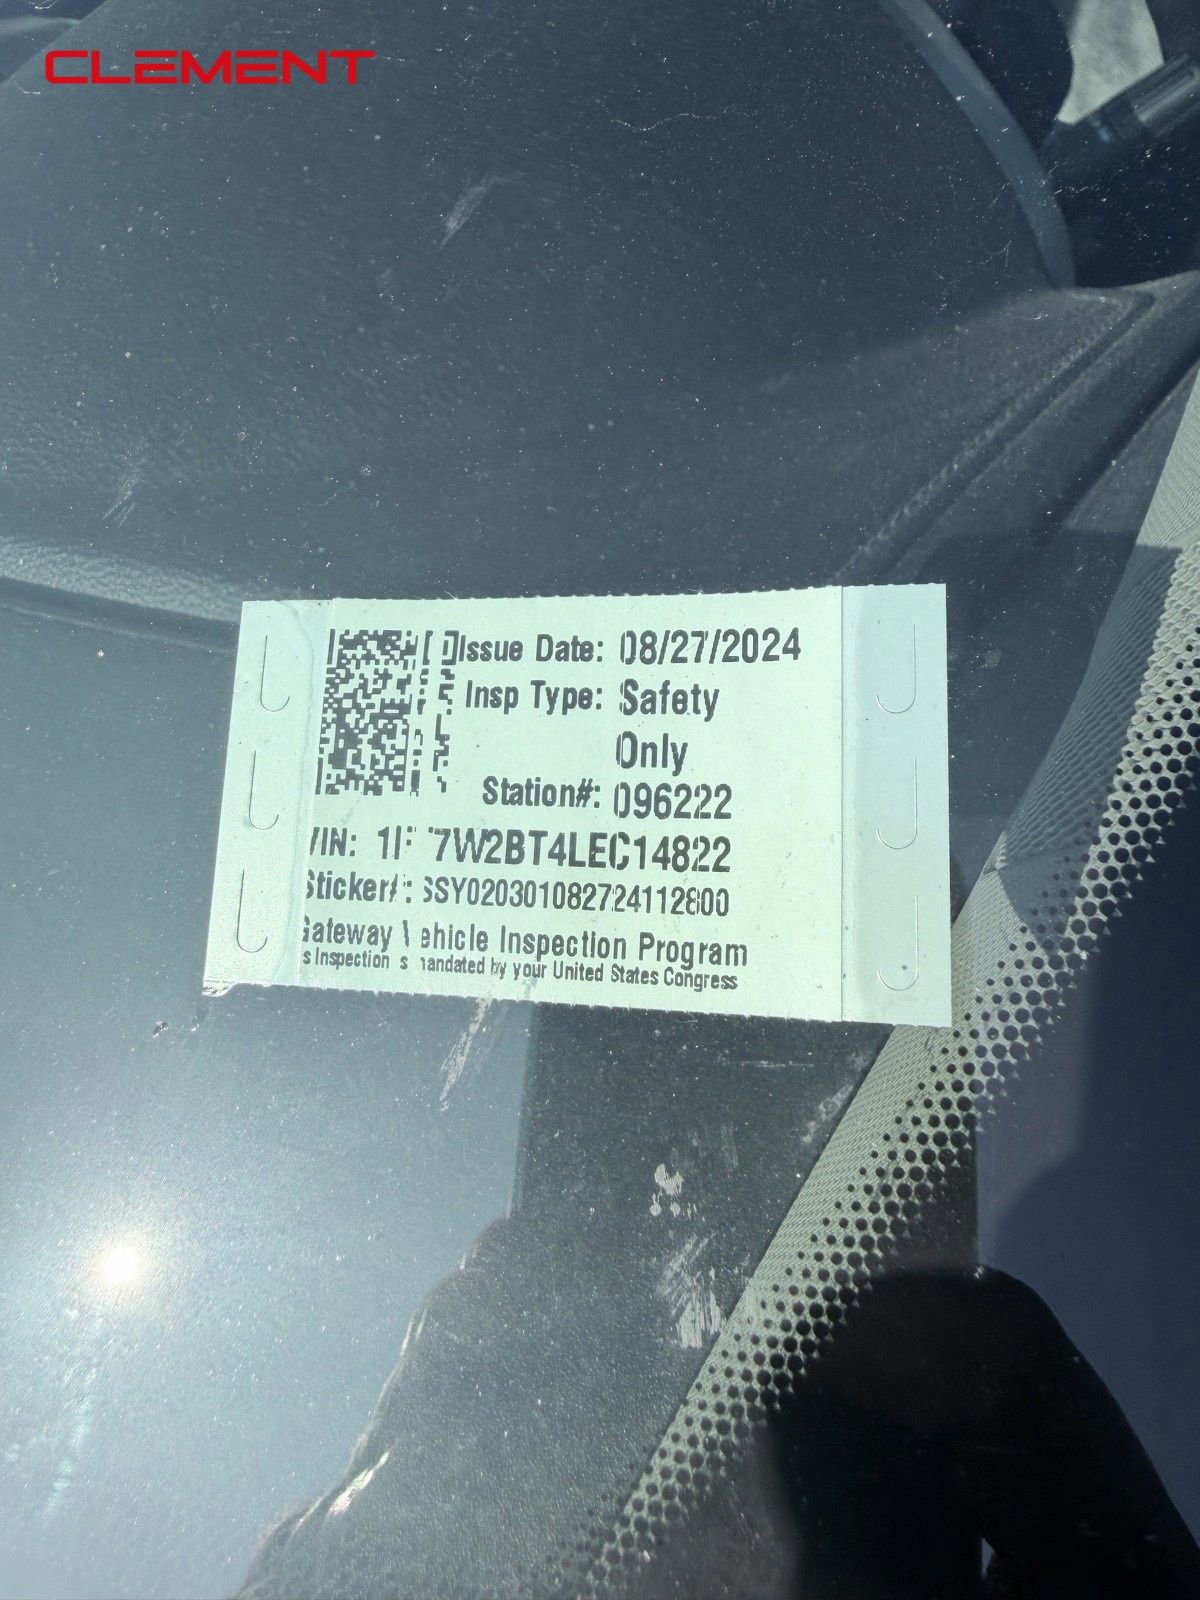 CLEMENT
Issue Date: 08/27/2024
Insp Type: Safety
Only
Station#: 096222
VIN: 1F 7W2BT4LEC14822
Sticker#: SSY020301082724112800
Gateway Vehicle Inspection Program
s Inspection s mandated by your United States Congress